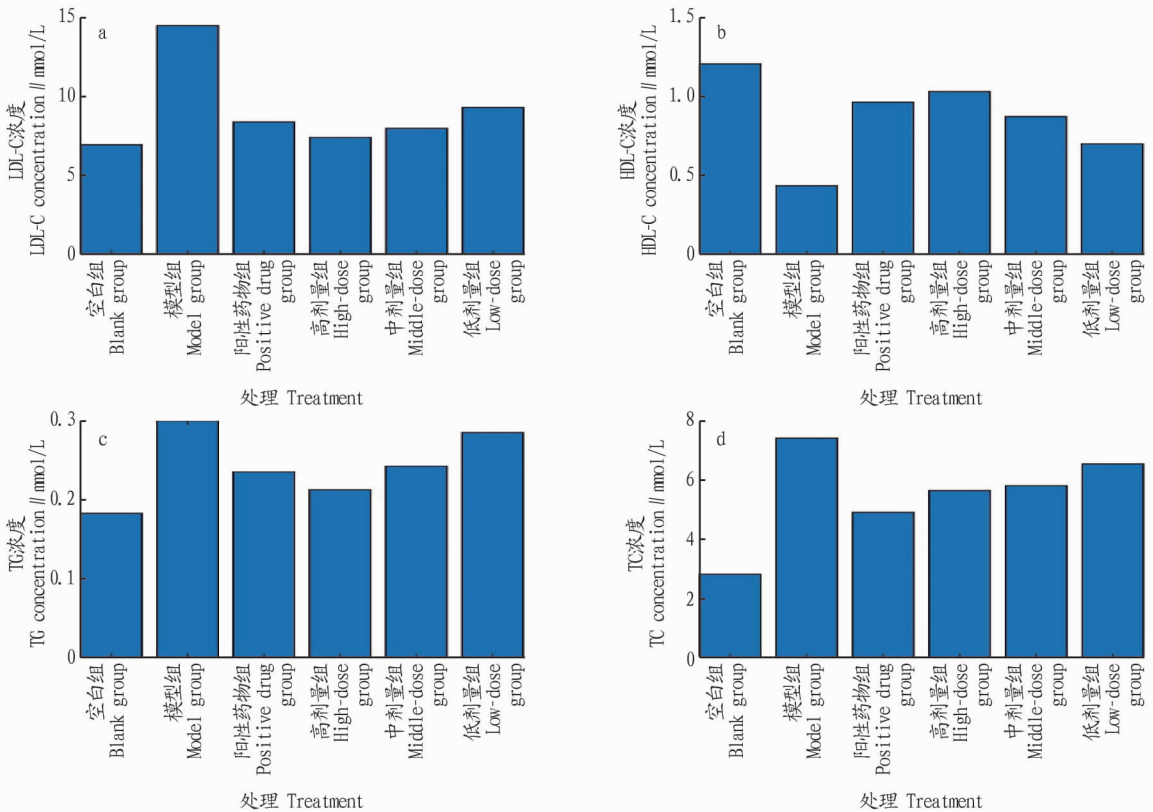 LDL-C浓度
LDL-C concentration∥mmol/L
15
10
5
0
a
空白组
Blank group
模型组
Model group
阳性药物组
Positive drug
group
高剂量组
High-dose
group
中剂量组
Middle-dose
group
低剂量组
Low-dose
group
处理 Treatment
HDL-C浓度
HDL-C concentration∥mmol/L
1.5
1.0
0.5
0
b
空白组
Blank group
模型组
Model group
阳性药物组
Positive drug
group
高剂量组
High-dose
group
中剂量组
Middle-dose
group
低剂量组
Low-dose
group
处理 Treatment
TG浓度
TG concentration∥mmol/L
0.3
0.2
0.1
0
c
空白组
Blank group
模型组
Model group
阳性药物组
Positive drug
group
高剂量组
High-dose
group
中剂量组
Middle-dose
group
低剂量组
Low-dose
group
处理 Treatment
TC浓度
TC concentration∥mmol/L
8
6
4
2
0
d
空白组
Blank group
模型组
Model group
阳性药物组
Positive drug
group
高剂量组
High-dose
group
中剂量组
Middle-dose
group
低剂量组
Low-dose
group
处理 Treatment